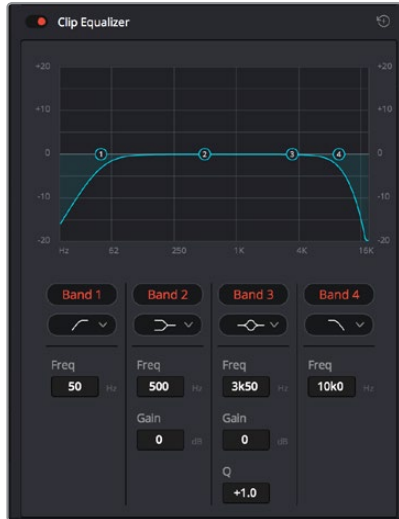 Clip Equalizer
+20 +20
+10 +10
1 2 3 4
0 0
-10 -10
-20 -20
Hz 62 250 1K 4K 16K
Band 1 Band 2 Band 3 Band 4
Freq Freq Freq Freq
50 Hz 500 Hz 3k50 Hz 10k0 Hz
Gain Gain
0 dB 0 dB
Q
+1.0